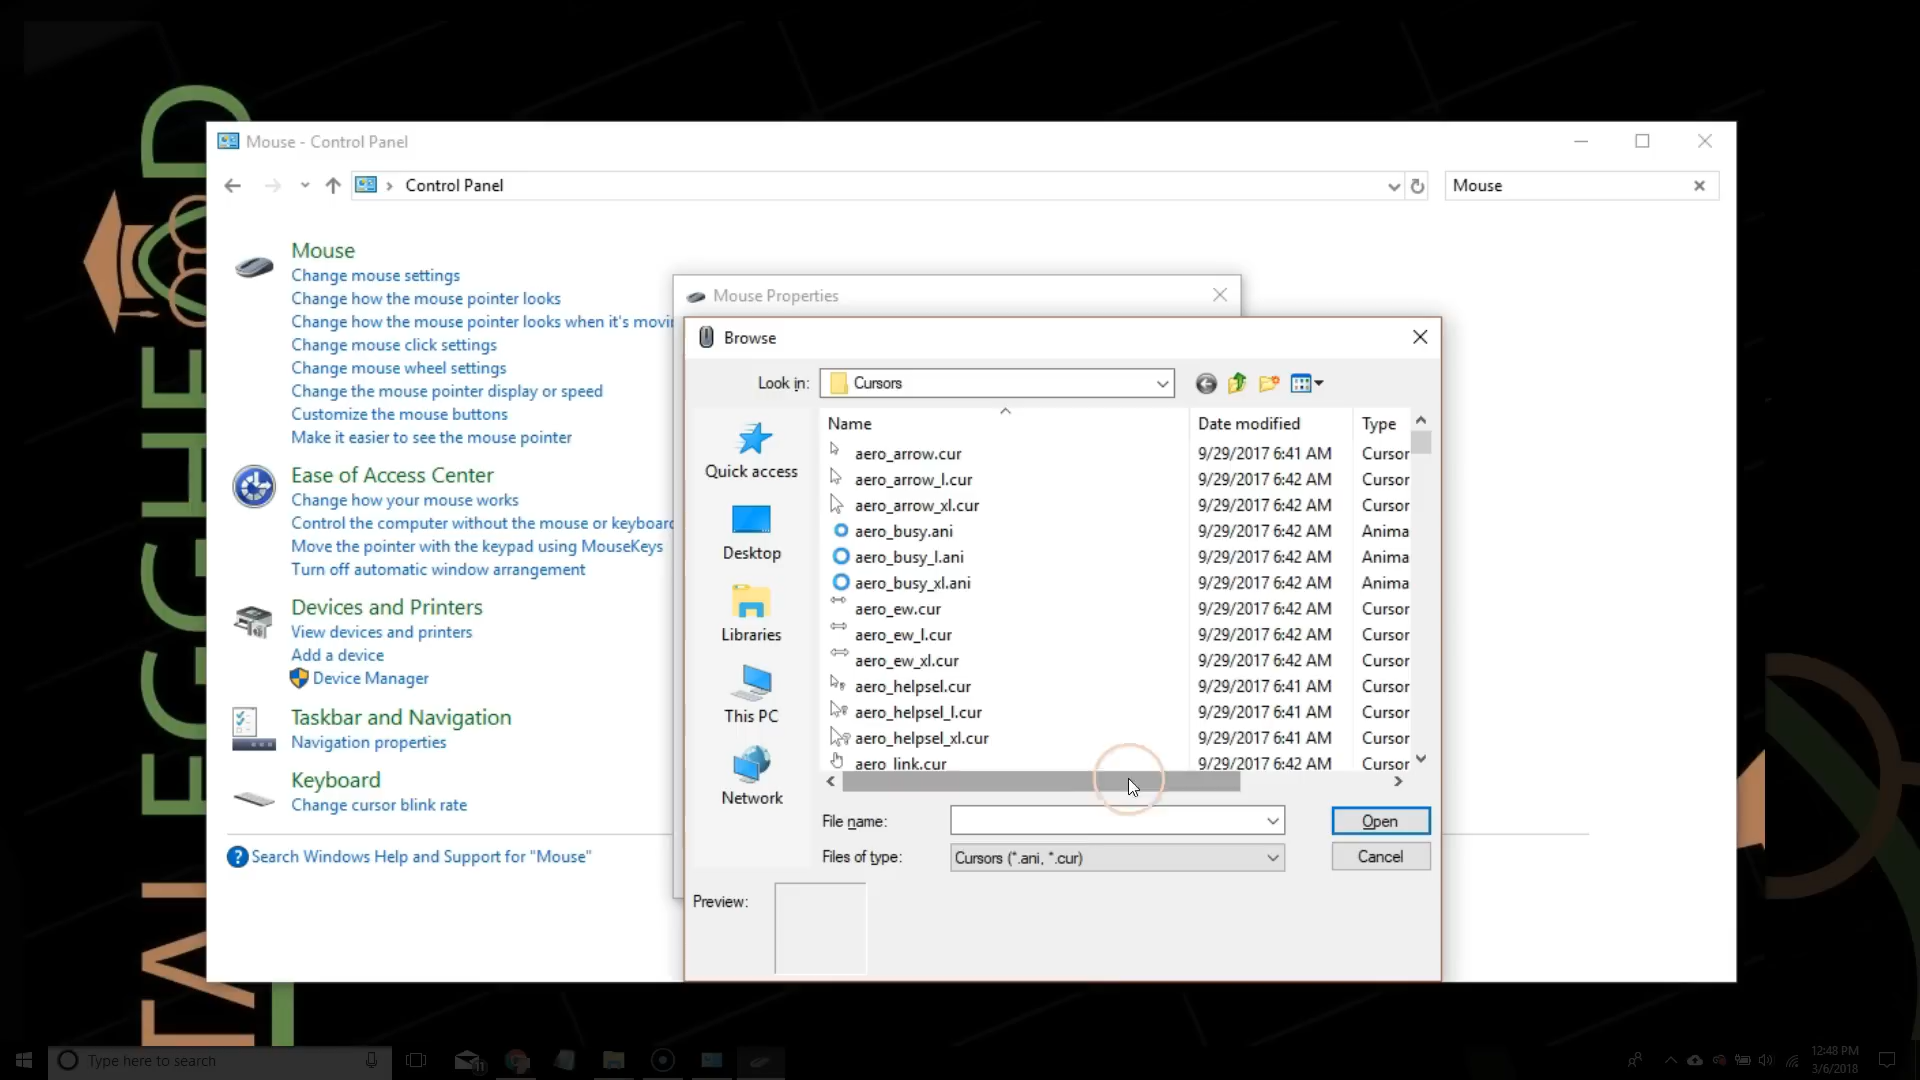 Mouse - Control Panel
Control Panel
Mouse
Mouse
Change mouse settings
Change how the mouse pointer looks
Change how the mouse pointer looks when it's movi
Change mouse click settings
Change mouse wheel settings
Change the mouse pointer display or speed
Customize the mouse buttons
Make it easier to see the mouse pointer
Ease of Access Center
Change how your mouse works
Control the computer without the mouse or keyboard
Move the pointer with the keypad using MouseKeys
Turn off automatic window arrangement
Devices and Printers
View devices and printers
Add a device
Device Manager
Taskbar and Navigation
Navigation properties
Keyboard
Change cursor blink rate
Search Windows Help and Support for "Mouse"
Mouse Properties
Browse
Look in: Cursors
Quick access
Desktop
Libraries
This PC
Network
Name Date modified Type
aero_arrow.cur 9/29/2017 6:41 AM Cursor
aero_arrow_l.cur 9/29/2017 6:42 AM Cursor
aero_arrow_xl.cur 9/29/2017 6:42 AM Cursor
aero_busy.ani 9/29/2017 6:42 AM Anima
aero_busy_l.ani 9/29/2017 6:42 AM Anima
aero_busy_xl.ani 9/29/2017 6:42 AM Anima
aero_ew.cur 9/29/2017 6:42 AM Cursor
aero_ew_l.cur 9/29/2017 6:42 AM Cursor
aero_ew_xl.cur 9/29/2017 6:42 AM Cursor
aero_helpsel.cur 9/29/2017 6:41 AM Cursor
aero_helpsel_l.cur 9/29/2017 6:41 AM Cursor
aero_helpsel_xl.cur 9/29/2017 6:41 AM Cursor
aero_link.cur 9/29/2017 6:42 AM Cursor
File name:
Open
Files of type: Cursors (*.ani, *.cur)
Cancel
Preview:
Type here to search
11
12:48 PM
3/6/2018